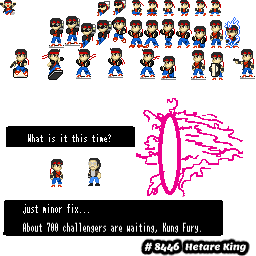 What is it this time?
just minor fix...
About 700 challengers are waiting, Kung Fury.
# 8446 Hetare King